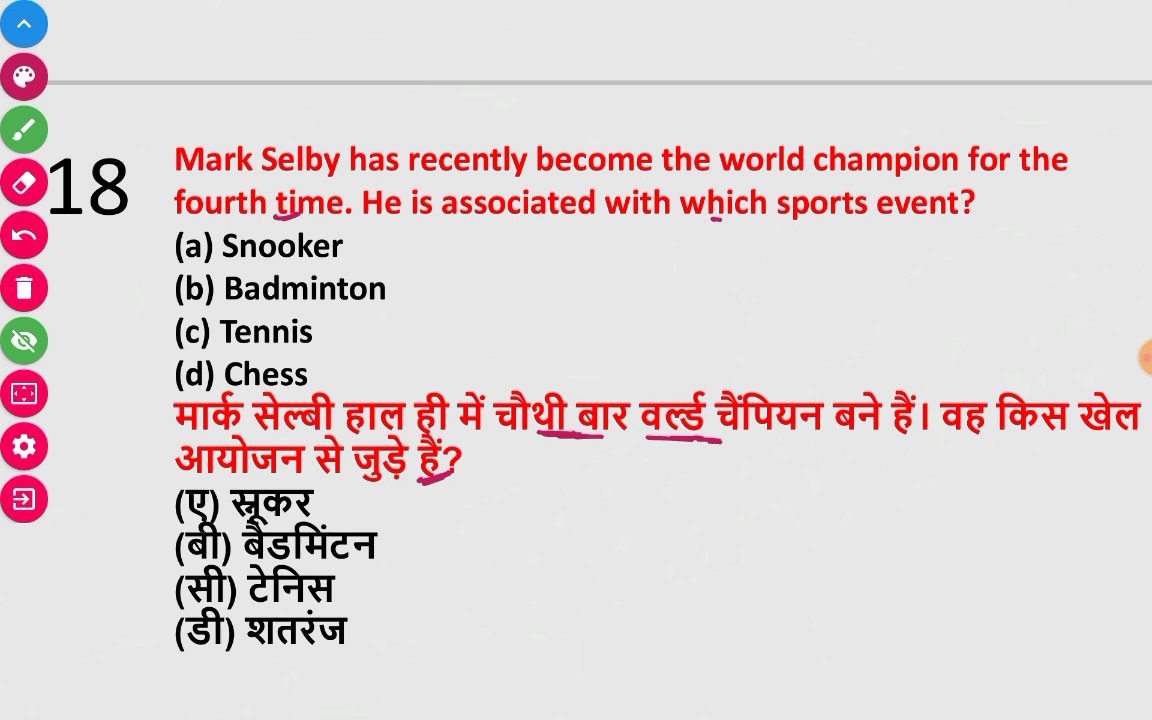 18
Mark Selby has recently become the world champion for the
fourth time. He is associated with which sports event?
(a) Snooker
(b) Badminton
(c) Tennis
(d) Chess
मार्क सेल्बी हाल ही में चौथी बार वर्ल्ड चैंपियन बने हैं। वह किस खेल
आयोजन से जुड़े हैं?
(ए) स्नूकर
(बी) बैडमिंटन
(सी) टेनिस
(डी) शतरंज